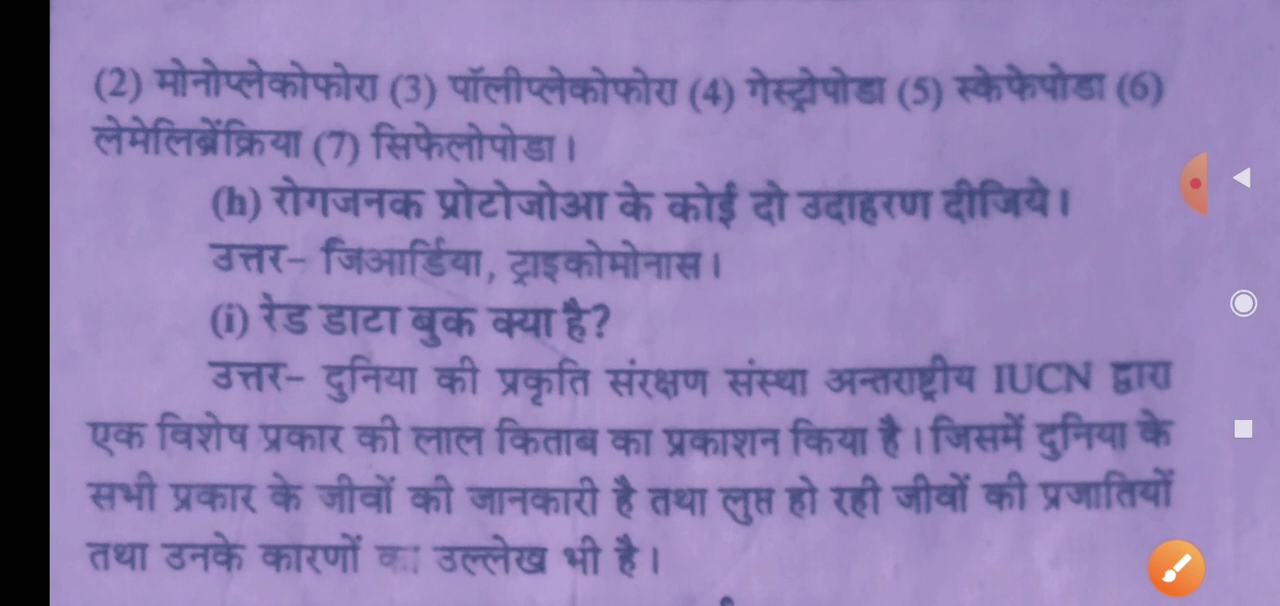 (2) मोनोप्लेकोफोरा (3) पॉलीप्लेकोफोरा (4) गेस्ट्रोपोडा (5) स्केफेपोडा (6)
लेमेलिब्रेंक्रिया (7) सिफेलोपोडा।
(h) रोगजनक प्रोटोजोआ के कोई दो उदाहरण दीजिये।
उत्तर– जिआर्डिया, ट्राइकोमोनास।
(i) रेड डाटा बुक क्या है?
उत्तर– दुनिया की प्रकृति संरक्षण संस्था अन्तराष्ट्रीय IUCN द्वारा
एक विशेष प्रकार की लाल किताब का प्रकाशन किया है। जिसमें दुनिया के
सभी प्रकार के जीवों की जानकारी है तथा लुप्त हो रही जीवों की प्रजातियों
तथा उनके कारणों का उल्लेख भी है।